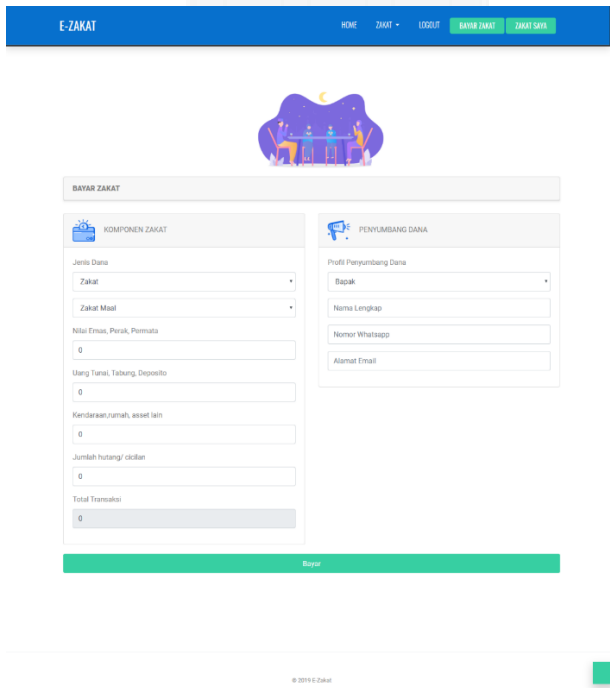 E-ZAKAT
HOME ZAKAT LOGOUT BAYAR ZAKAT ZAKAT SAYA
BAYAR ZAKAT
KOMPONEN ZAKAT
Jenis Dana
Zakat
Zakat Maal
Nilai Emas, Perak, Permata
0
Uang Tunai, Tabung, Deposito
0
Kendaraan,rumah, asset lain
0
Jumlah hutang/ cicilan
0
Total Transaksi
0
PENYUMBANG DANA
Profil Penyumbang Dana
Bapak
Nama Lengkap
Nomor Whatsapp
Alamat Email
Bayar
© 2019 E-Zakat